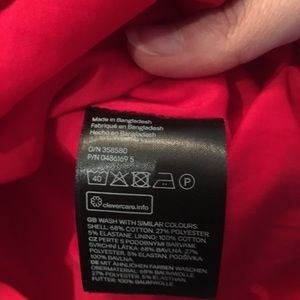 Made in Bangladesh
Fabriqué en Bangladesh
Hecho en Bangladesh
O/N 358580
P/N 0486169 5
40
P
clevercare.info
GB WASH WITH SIMILAR COLOURS.
SHELL: 68% COTTON, 27% POLYESTER,
5% ELASTANE. LINING: 100% COTTON
CZ PERTE S PODOBNÝMI BARVAMI.
SVRCHNÍ LÁTKA: 68% BAVLNA,
27% POLYESTER, 5% ELASTAN. PODŠÍVKA:
100% BAVLNA
DE MIT ÄHNLICHEN FARBEN WASCHEN
OBERMATERIAL: 68% BAUMWOLLE,
27% POLYESTER, 5% ELASTHAN.
FUTTER: 100% BAUMWOLLE